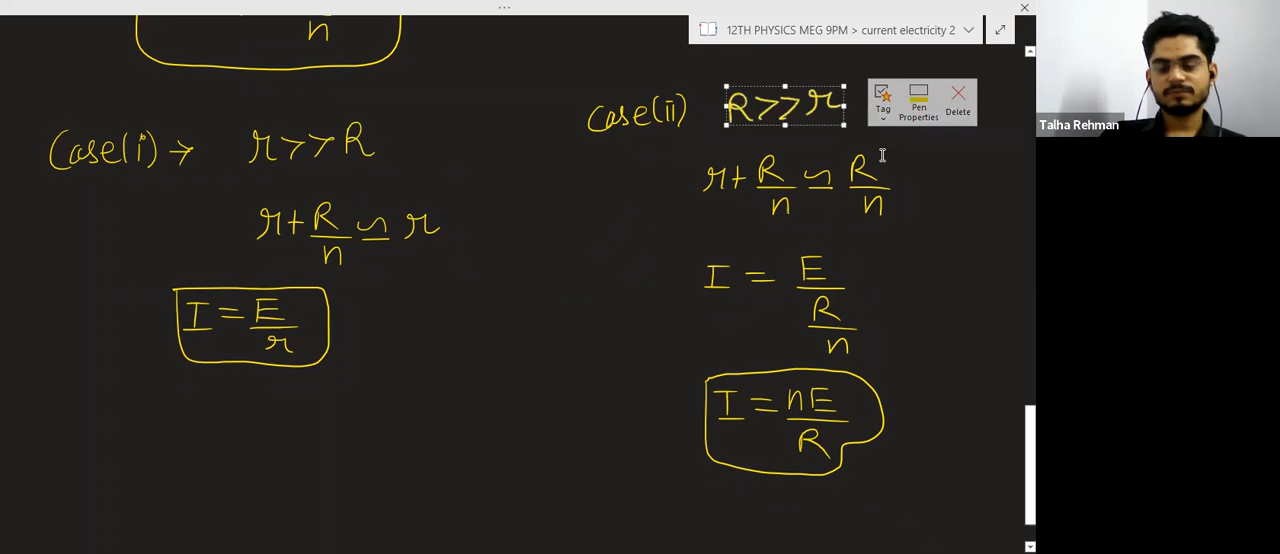 n
12TH PHYSICS MEG 9PM > current electricity 2
Case(i) → r>>R
r+R/n ≃ r
I = E/r
Case(ii) R>>r
Tag
Pen Properties
Delete
r+R/n ≃ R/n
I = E/(R/n)
I = nE/R
Talha Rehman